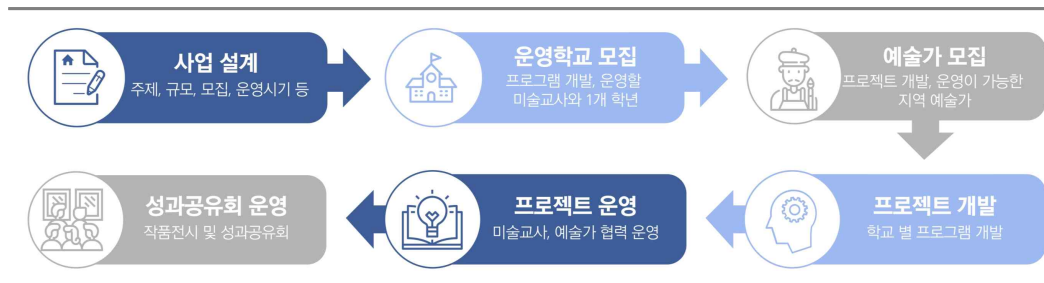 사업 설계
주제, 규모, 모집, 운영시기 등
운영학교 모집
프로그램 개발, 운영할
미술교사와 1개 학년
예술가 모집
프로젝트 개발, 운영이 가능한
지역 예술가
프로젝트 개발
학교 별 프로그램 개발
프로젝트 운영
미술교사, 예술가 협력 운영
성과공유회 운영
작품전시 및 성과공유회